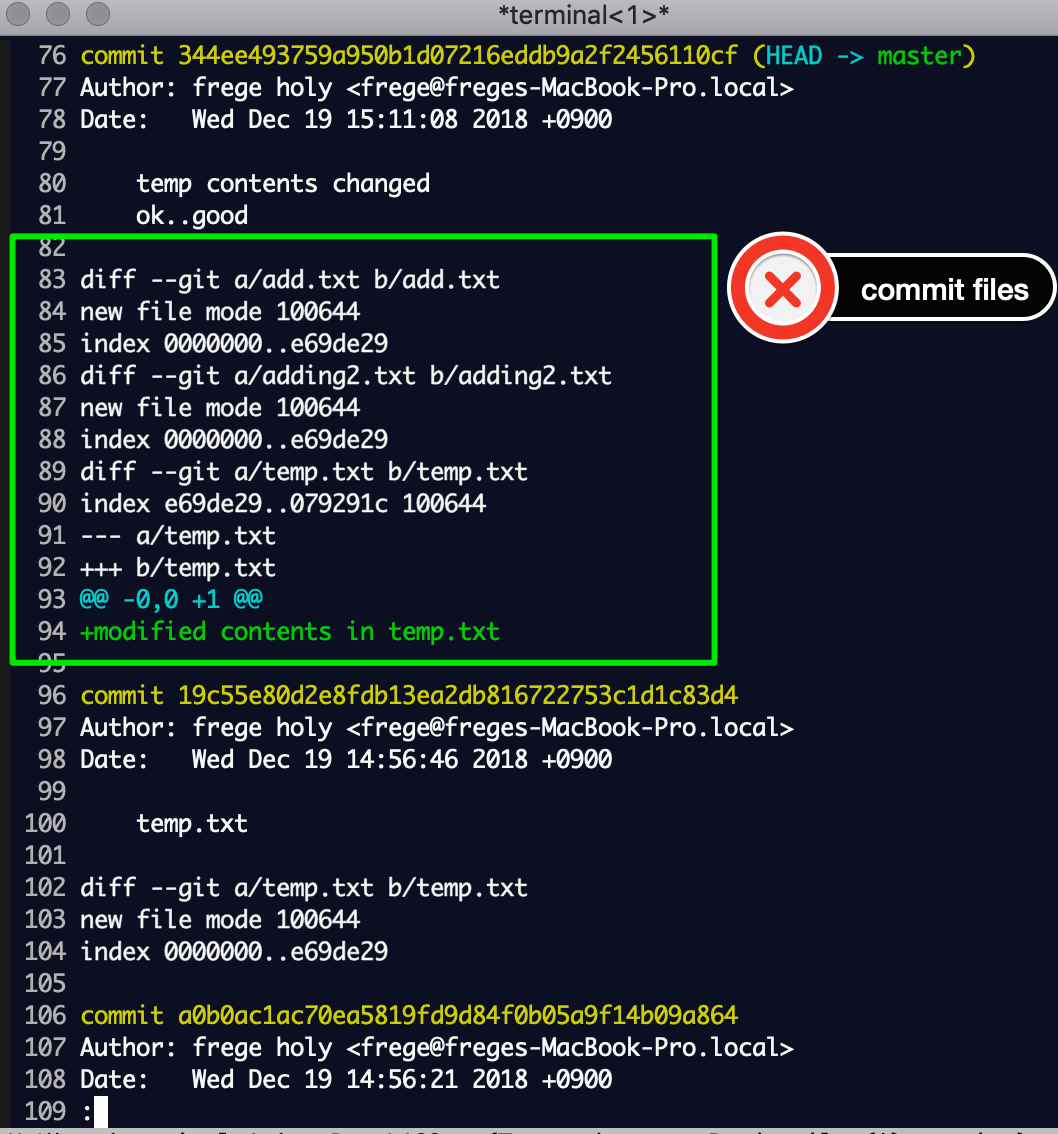 *terminal<1>*
76 commit 344ee493759a950b1d07216eddb9a2f2456110cf (HEAD -> master)
77 Author: frege holy <frege@freges-MacBook-Pro.local>
78 Date:   Wed Dec 19 15:11:08 2018 +0900
79
80     temp contents changed
81     ok..good
82
83 diff --git a/add.txt b/add.txt
commit files
84 new file mode 100644
85 index 0000000..e69de29
86 diff --git a/adding2.txt b/adding2.txt
87 new file mode 100644
88 index 0000000..e69de29
89 diff --git a/temp.txt b/temp.txt
90 index e69de29..079291c 100644
91 --- a/temp.txt
92 +++ b/temp.txt
93 @@ -0,0 +1 @@
94 +modified contents in temp.txt
95
96 commit 19c55e80d2e8fdb13ea2db816722753c1d1c83d4
97 Author: frege holy <frege@freges-MacBook-Pro.local>
98 Date:   Wed Dec 19 14:56:46 2018 +0900
99
100     temp.txt
101
102 diff --git a/temp.txt b/temp.txt
103 new file mode 100644
104 index 0000000..e69de29
105
106 commit a0b0ac1ac70ea5819fd9d84f0b05a9f14b09a864
107 Author: frege holy <frege@freges-MacBook-Pro.local>
108 Date:   Wed Dec 19 14:56:21 2018 +0900
109 :